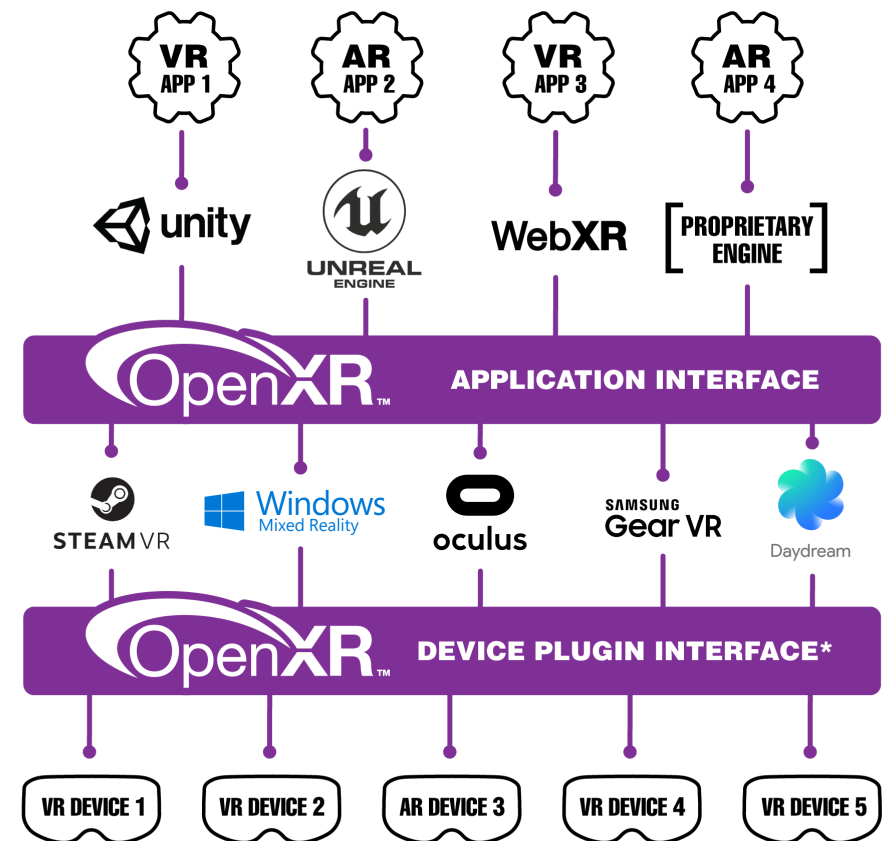 VR
APP 1
AR
APP 2
VR
APP 3
AR
APP 4
unity
UNREAL
ENGINE
WebXR
[PROPRIETARY
ENGINE]
OpenXR™ APPLICATION INTERFACE
STEAMVR
Windows
Mixed Reality
oculus
SAMSUNG
Gear VR
Daydream
OpenXR™ DEVICE PLUGIN INTERFACE*
VR DEVICE 1
VR DEVICE 2
AR DEVICE 3
VR DEVICE 4
VR DEVICE 5